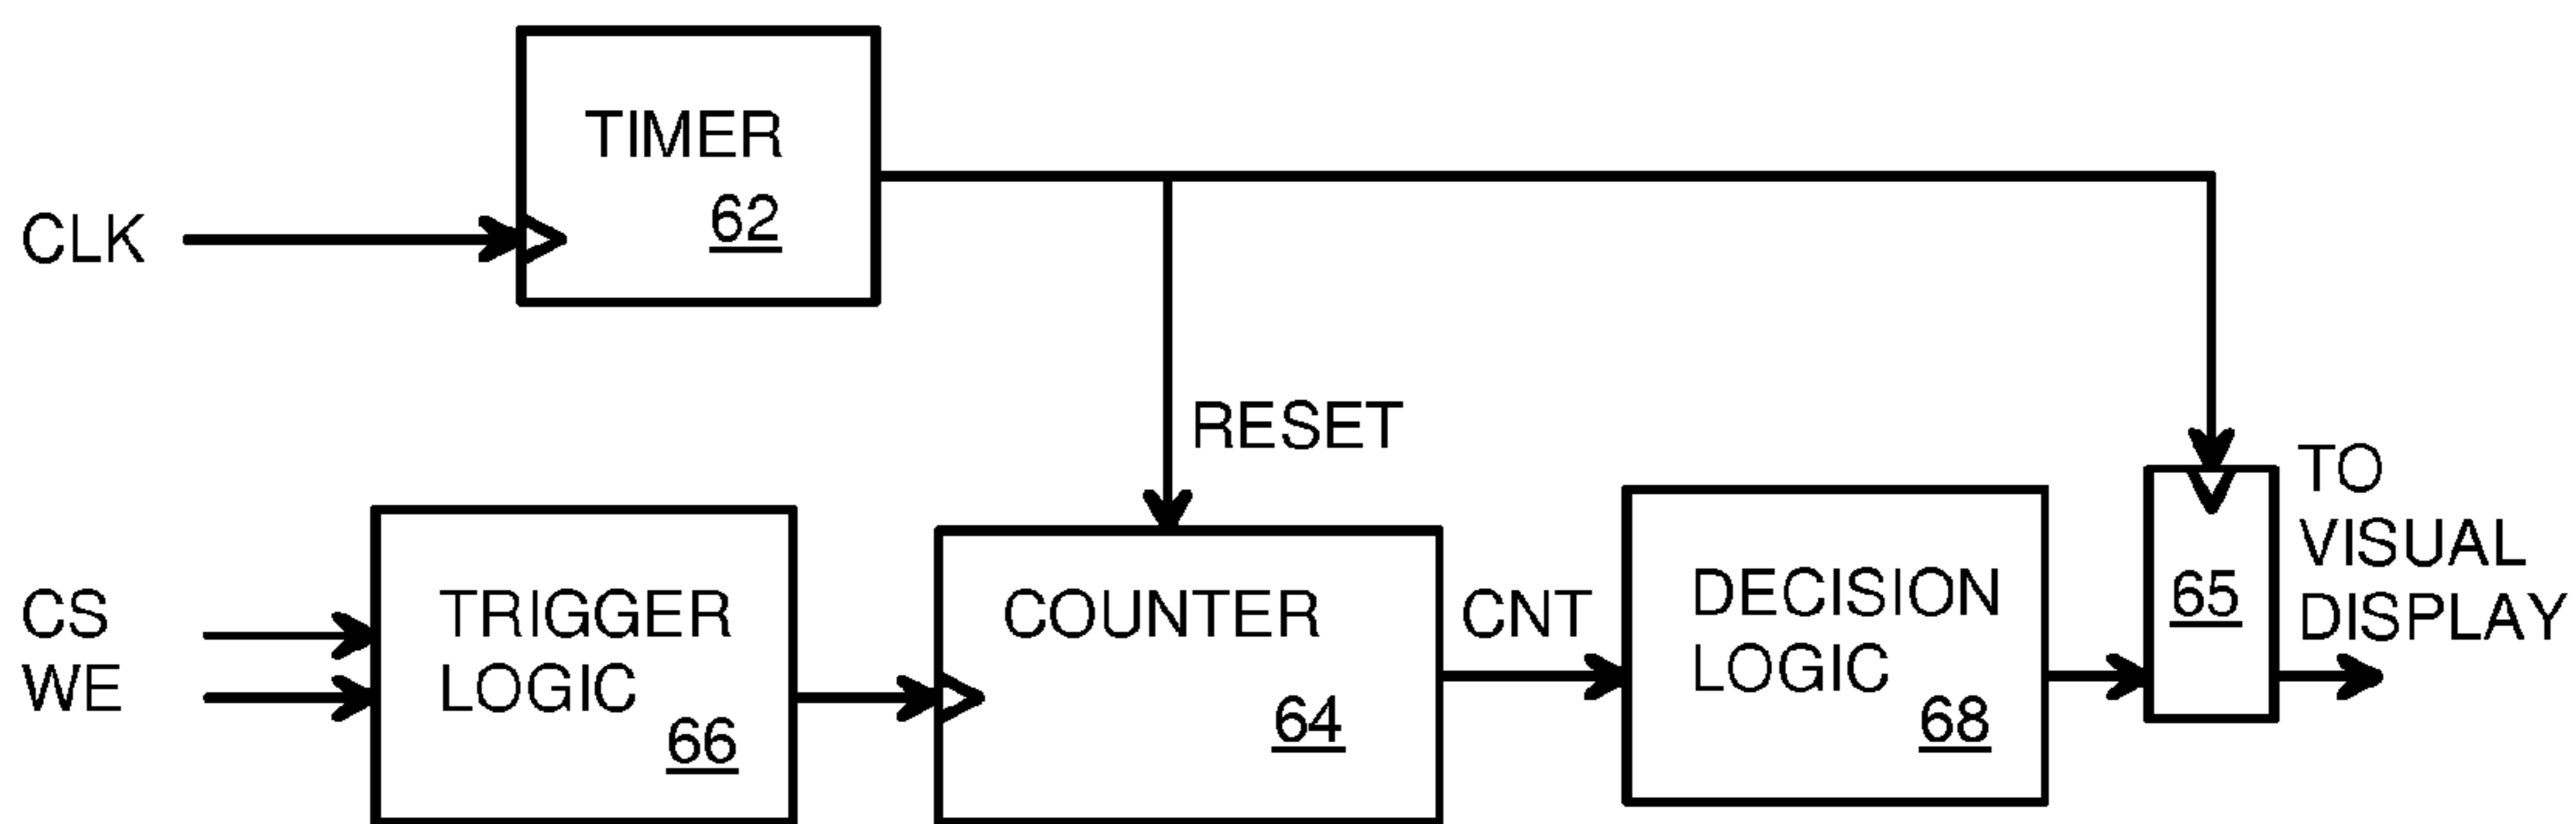 TIMER
62
CLK
RESET
CS
WE
TRIGGER
LOGIC
66
COUNTER
64
CNT
DECISION
LOGIC
68
65
TO
VISUAL
DISPLAY